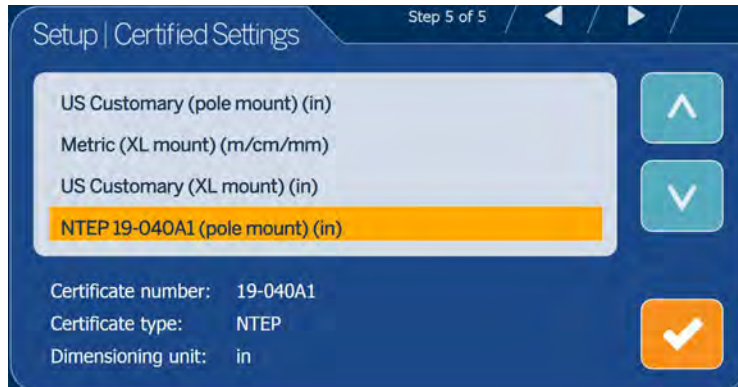 Setup | Certified Settings
Step 5 of 5 / /  /
US Customary (pole mount) (in)
Metric (XL mount) (m/cm/mm)
US Customary (XL mount) (in)
NTEP 19-040A1 (pole mount) (in)
Certificate number: 19-040A1
Certificate type: NTEP
Dimensioning unit: in